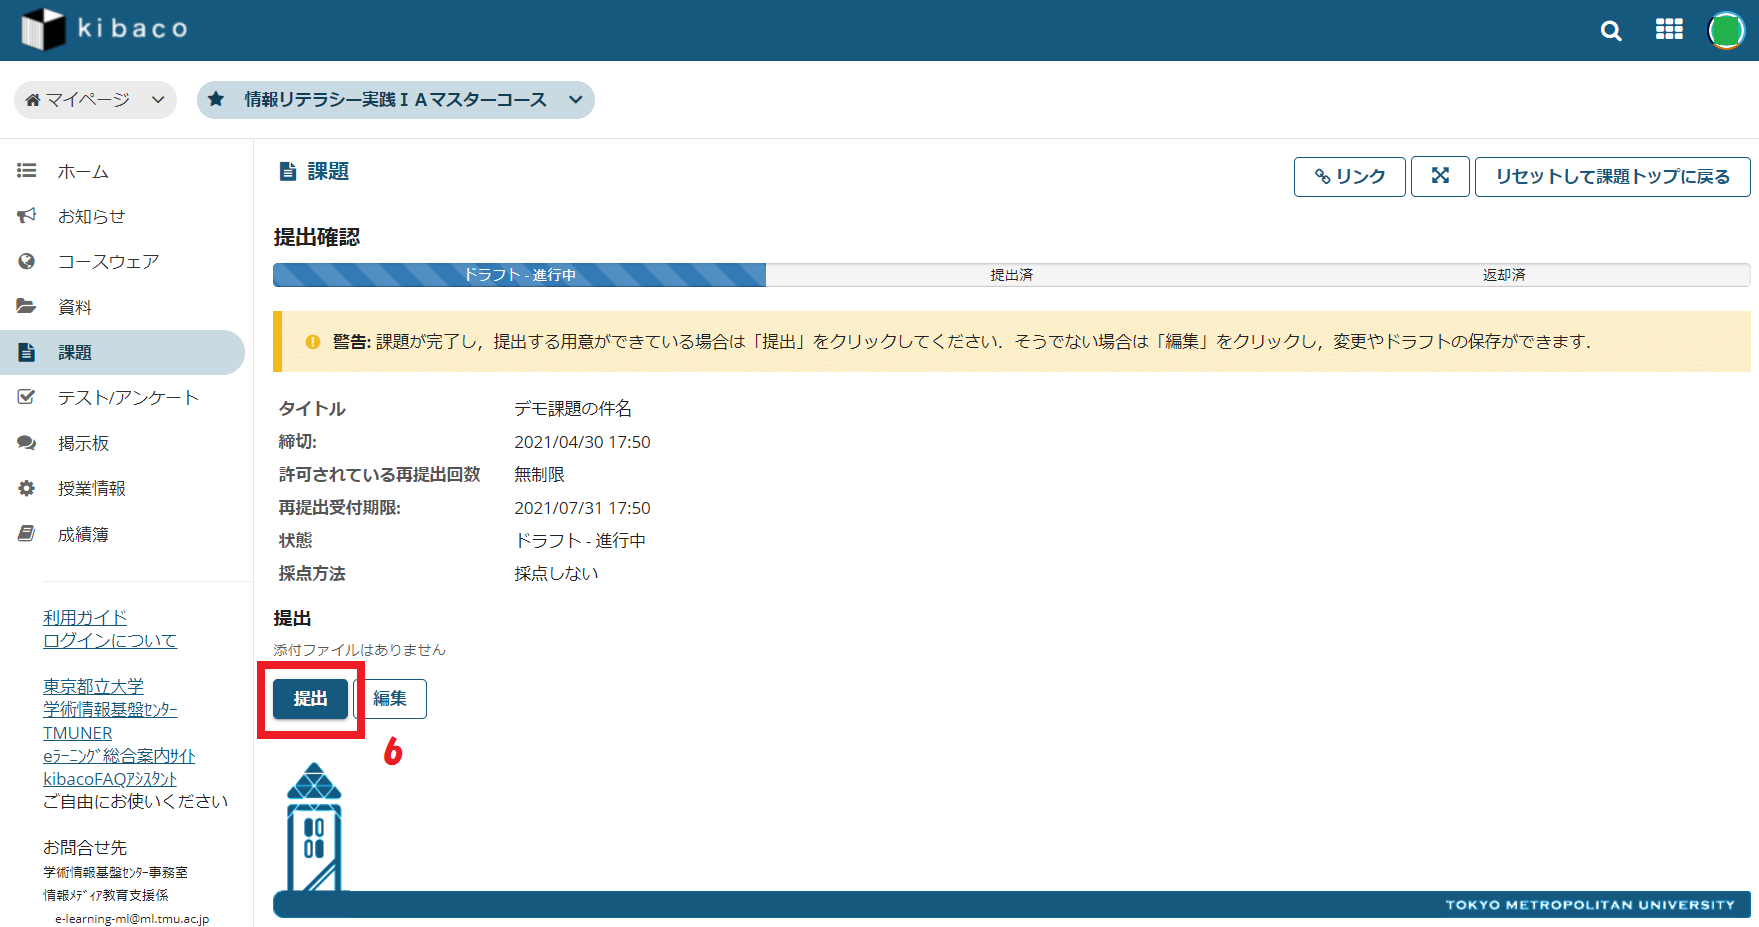 kibaco
マイページ
情報リテラシー実践ⅠAマスターコース
ホーム
お知らせ
コースウェア
資料
課題
テスト/アンケート
掲示板
授業情報
成績簿
利用ガイド
ログインについて
東京都立大学
学術情報基盤ｾﾝﾀｰ
TMUNER
eﾗｰﾆﾝｸﾞ総合案内ｻｲﾄ
kibacoFAQｱｼｽﾀﾝﾄ
ご自由にお使いください
お問合せ先
学術情報基盤ｾﾝﾀｰ事務室
情報ﾒﾃﾞｨｱ教育支援係
e-learning-ml@ml.tmu.ac.jp
課題
リンク
リセットして課題トップに戻る
提出確認
ドラフト - 進行中
提出済
返却済
警告: 課題が完了し，提出する用意ができている場合は「提出」をクリックしてください．そうでない場合は「編集」をクリックし，変更やドラフトの保存ができます．
タイトル デモ課題の件名
締切: 2021/04/30 17:50
許可されている再提出回数 無制限
再提出受付期限: 2021/07/31 17:50
状態 ドラフト - 進行中
採点方法 採点しない
提出
添付ファイルはありません
提出 編集
6
TOKYO METROPOLITAN UNIVERSITY